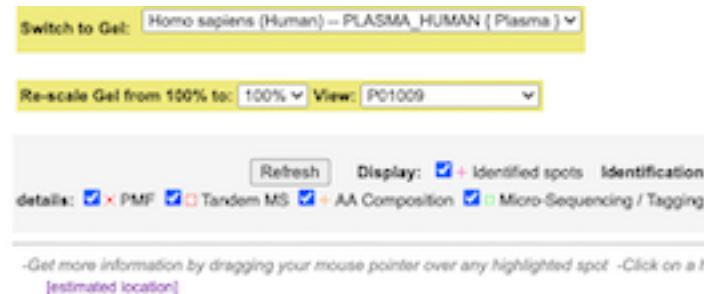 Switch to Gel: Homo sapiens (Human) -- PLASMA_HUMAN { Plasma }
Re-scale Gel from 100% to: 100% View: P01009
Refresh Display: + Identified spots Identification
details: × PMF □ Tandem MS + AA Composition □ Micro-Sequencing / Tagging
-Get more information by dragging your mouse pointer over any highlighted spot -Click on a
[estimated location]